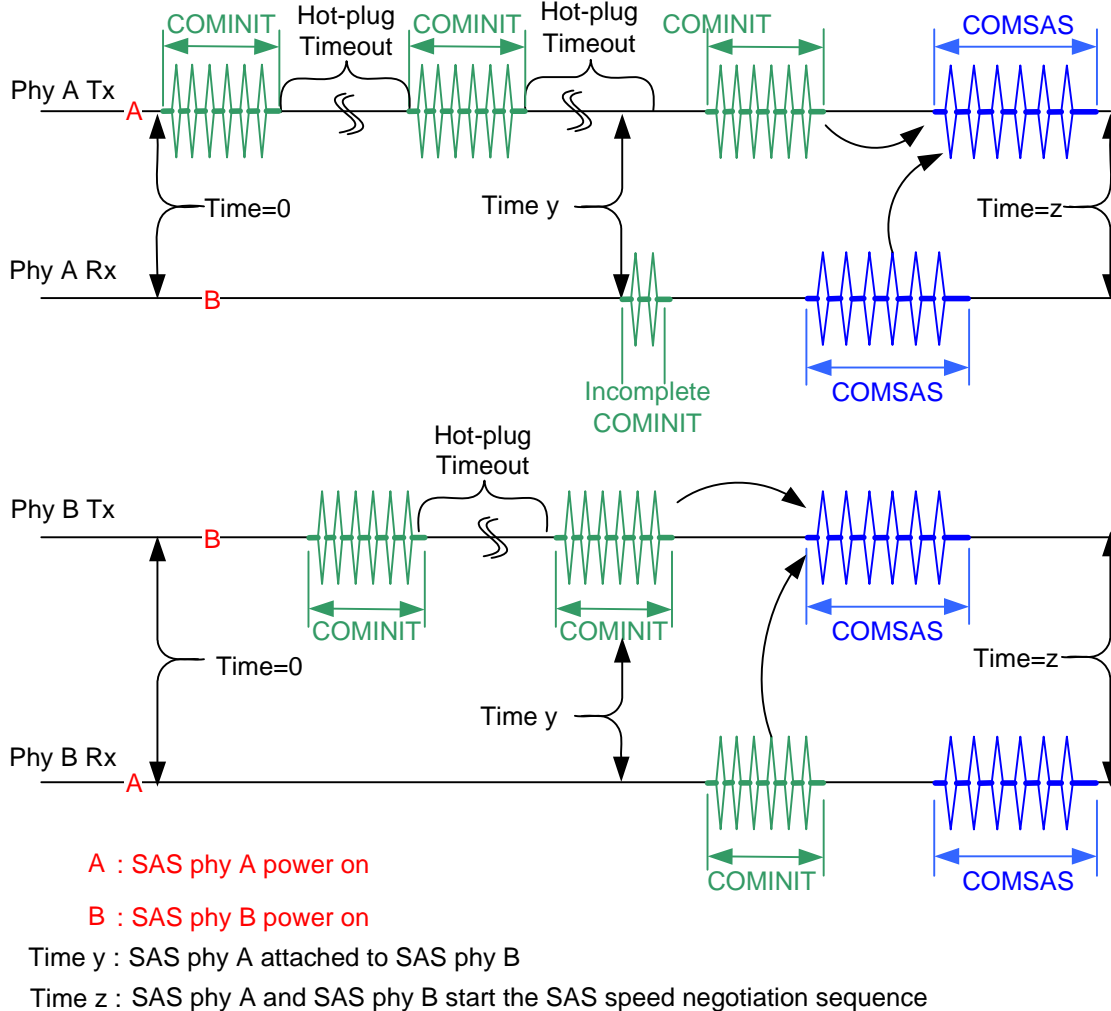 COMINIT
Hot-plug
Timeout
COMINIT
Hot-plug
Timeout
COMINIT
COMSAS
Phy A Tx
A
Time=0
Time y
Time=z
Phy A Rx
B
Incomplete
COMINIT
COMSAS
Hot-plug
Timeout
Phy B Tx
B
COMINIT
COMINIT
COMSAS
Time=0
Time=z
Time y
Phy B Rx
A
COMINIT
COMSAS
A : SAS phy A power on
B : SAS phy B power on
Time y : SAS phy A attached to SAS phy B
Time z : SAS phy A and SAS phy B start the SAS speed negotiation sequence